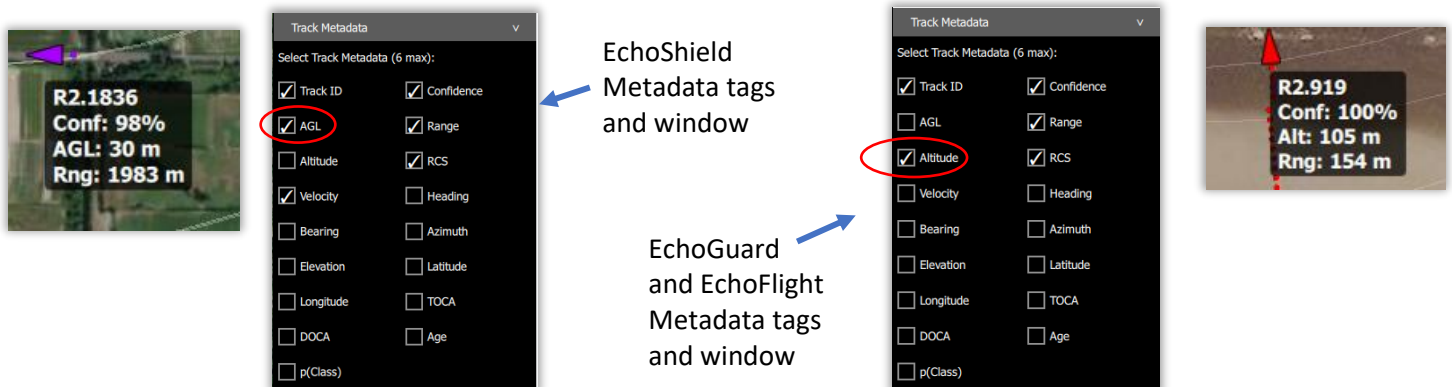 R2.1836
Conf: 98%
AGL: 30 m
Rng: 1983 m
Track Metadata v
Select Track Metadata (6 max):
Track ID Confidence
AGL Range
Altitude RCS
Velocity Heading
Bearing Azimuth
Elevation Latitude
Longitude TOCA
DOCA Age
p(Class)
EchoShield
Metadata tags
and window
EchoGuard
and EchoFlight
Metadata tags
and window
Track Metadata v
Select Track Metadata (6 max):
Track ID Confidence
AGL Range
Altitude RCS
Velocity Heading
Bearing Azimuth
Elevation Latitude
Longitude TOCA
DOCA Age
p(Class)
R2.919
Conf: 100%
Alt: 105 m
Rng: 154 m